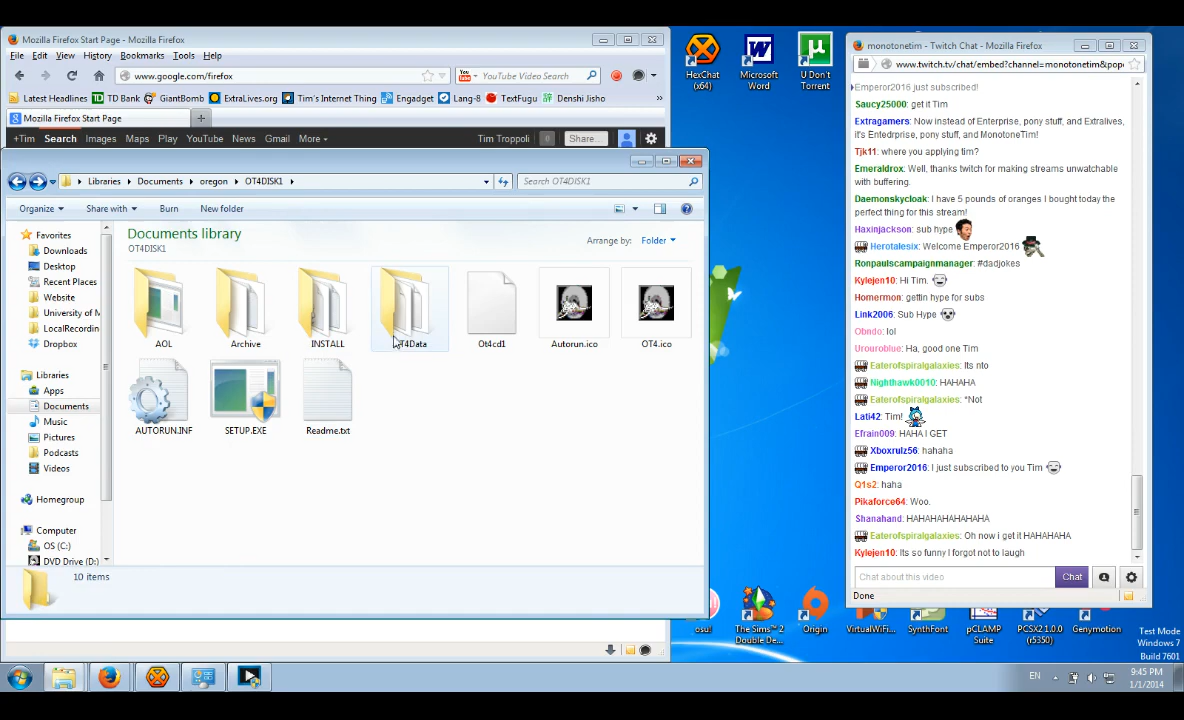 Mozilla Firefox Start Page - Mozilla Firefox
File Edit View History Bookmarks Tools Help
www.google.com/firefox
YouTube Video Search
Latest Headlines TD Bank GiantBomb ExtraLives.org Tim's Internet Thing Engadget Lang-8 TextFugu Denshi Jisho »
Mozilla Firefox Start Page
+Tim Search Images Maps Play YouTube News Gmail More
Tim Troppoli 0 Share...
Libraries Documents oregon OT4DISK1
Search OT4DISK1
Organize Share with Burn New folder
Favorites
Downloads
Desktop
Recent Places
Website
University of M
LocalRecordin
Dropbox
Libraries
Apps
Documents
Music
Pictures
Podcasts
Videos
Homegroup
Computer
OS (C:)
DVD Drive (D:)
Documents library
OT4DISK1
Arrange by: Folder
AOL
Archive
INSTALL
T4Data
Ot4cd1
Autorun.ico
OT4.ico
AUTORUN.INF
SETUP.EXE
Readme.txt
10 items
HexChat (x64)
Microsoft Word
U Don't Torrent
monotonetim - Twitch Chat - Mozilla Firefox
www.twitch.tv/chat/embed?channel=monotonetim&pop
Emperor2016 just subscribed!
Saucy25000: get it Tim
Extragamers: Now instead of Enterprise, pony stuff, and Extralives,
it's Entedrprise, pony stuff, and MonotoneTim!
Tjk11: where you applying tim?
Emeraldrox: Well, thanks twitch for making streams unwatchable
with buffering.
Daemonskycloak: I have 5 pounds of oranges I bought today the
perfect thing for this stream!
Haxinjackson: sub hype
Herotalesix: Welcome Emperor2016
Ronpaulscampaignmanager: #dadjokes
Kylejen10: Hi Tim.
Homermon: gettin hype for subs
Link2006: Sub Hype
Obndo: lol
Urouroblue: Ha, good one Tim
Eaterofspiralgalaxies: Its nto
Nighthawk0010: HAHAHA
Eaterofspiralgalaxies: *Not
Lati42: Tim!
Efrain009: HAHA I GET
Xboxrulz56: hahaha
Emperor2016: I just subscribed to you Tim
Q1s2: haha
Pikaforce64: Woo.
Shanahand: HAHAHAHAHAHAHA
Eaterofspiralgalaxies: Oh now i get it HAHAHAHA
Kylejen10: Its so funny I forgot not to laugh
Chat about this video
Chat
Done
osu!
The Sims™ 2 Double De...
Origin
VirtualWiFi...
SynthFont
pCLAMP Suite
PCSX2 1.0.0 (r5350)
Genymotion
Test Mode
Windows 7
Build 7601
EN
9:45 PM
1/1/2014